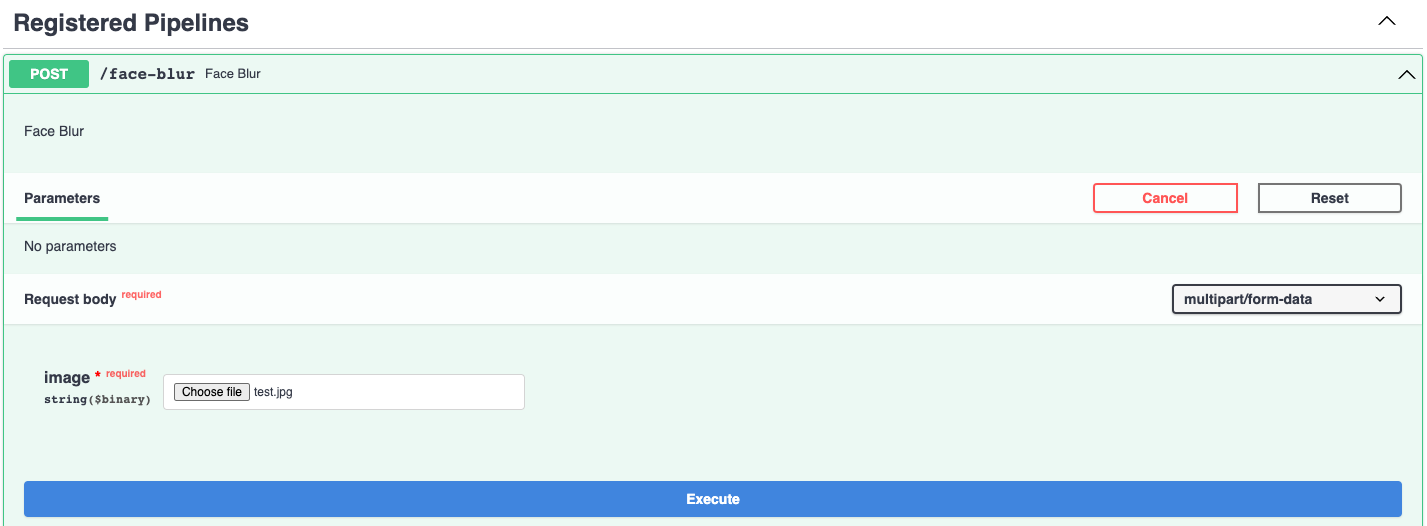 Registered Pipelines
POST /face-blur Face Blur
Face Blur
Parameters Cancel Reset
No parameters
Request body required multipart/form-data
image * required
string($binary) Choose file test.jpg
Execute